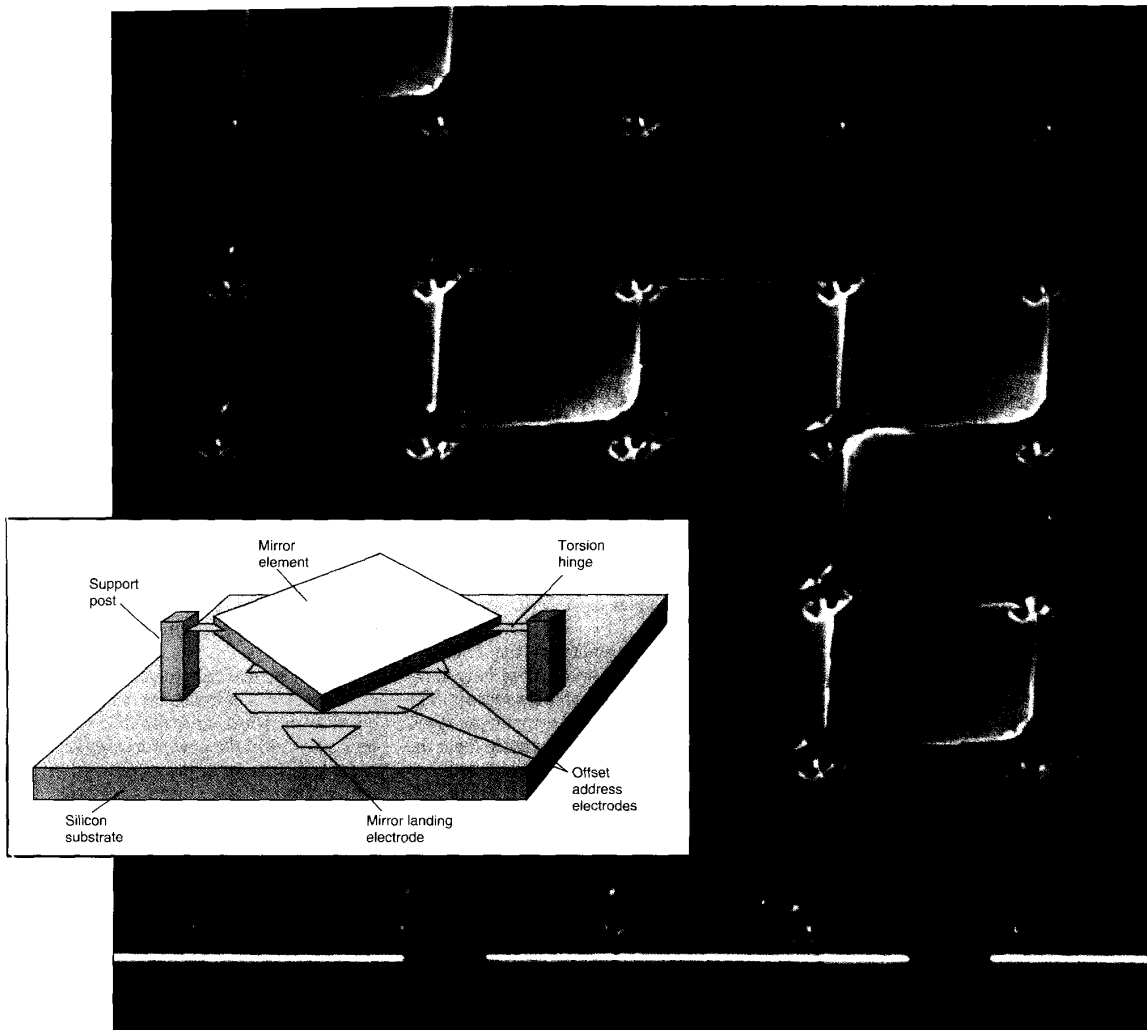 Mirror
element
Torsion
hinge
Support
post
Offset
address
electrodes
Silicon
substrate
Mirror landing
electrode